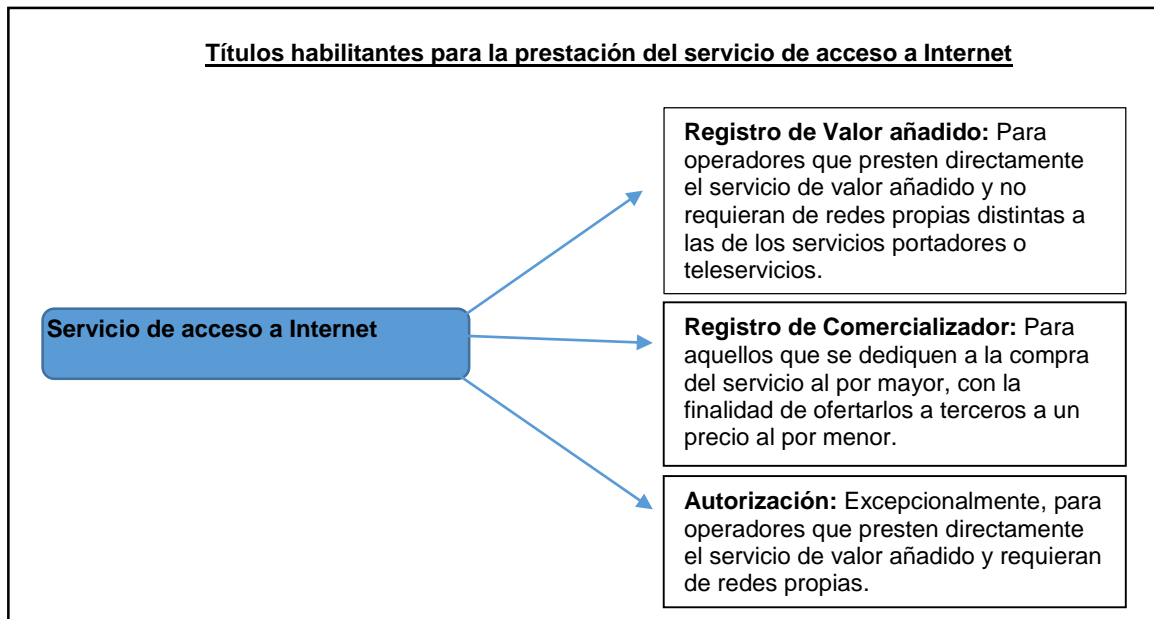 Títulos habilitantes para la prestación del servicio de acceso a Internet
Servicio de acceso a Internet
Registro de Valor añadido: Para
operadores que presten directamente
el servicio de valor añadido y no
requieran de redes propias distintas a
las de los servicios portadores o
teleservicios.
Registro de Comercializador: Para
aquellos que se dediquen a la compra
del servicio al por mayor, con la
finalidad de ofertarlos a terceros a un
precio al por menor.
Autorización: Excepcionalmente, para
operadores que presten directamente
el servicio de valor añadido y requieran
de redes propias.